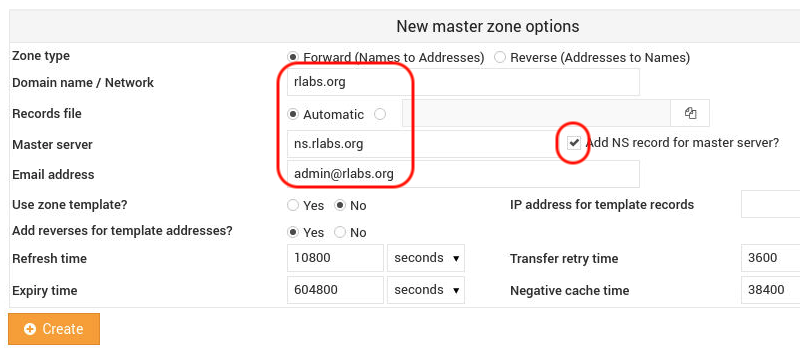 New master zone options
Zone type Forward (Names to Addresses) Reverse (Addresses to Names)
Domain name / Network rlabs.org
Records file Automatic
Master server ns.rlabs.org Add NS record for master server?
Email address admin@rlabs.org
Use zone template? Yes No IP address for template records
Add reverses for template addresses? Yes No
Refresh time 10800 seconds Transfer retry time 3600
Expiry time 604800 seconds Negative cache time 38400
Create